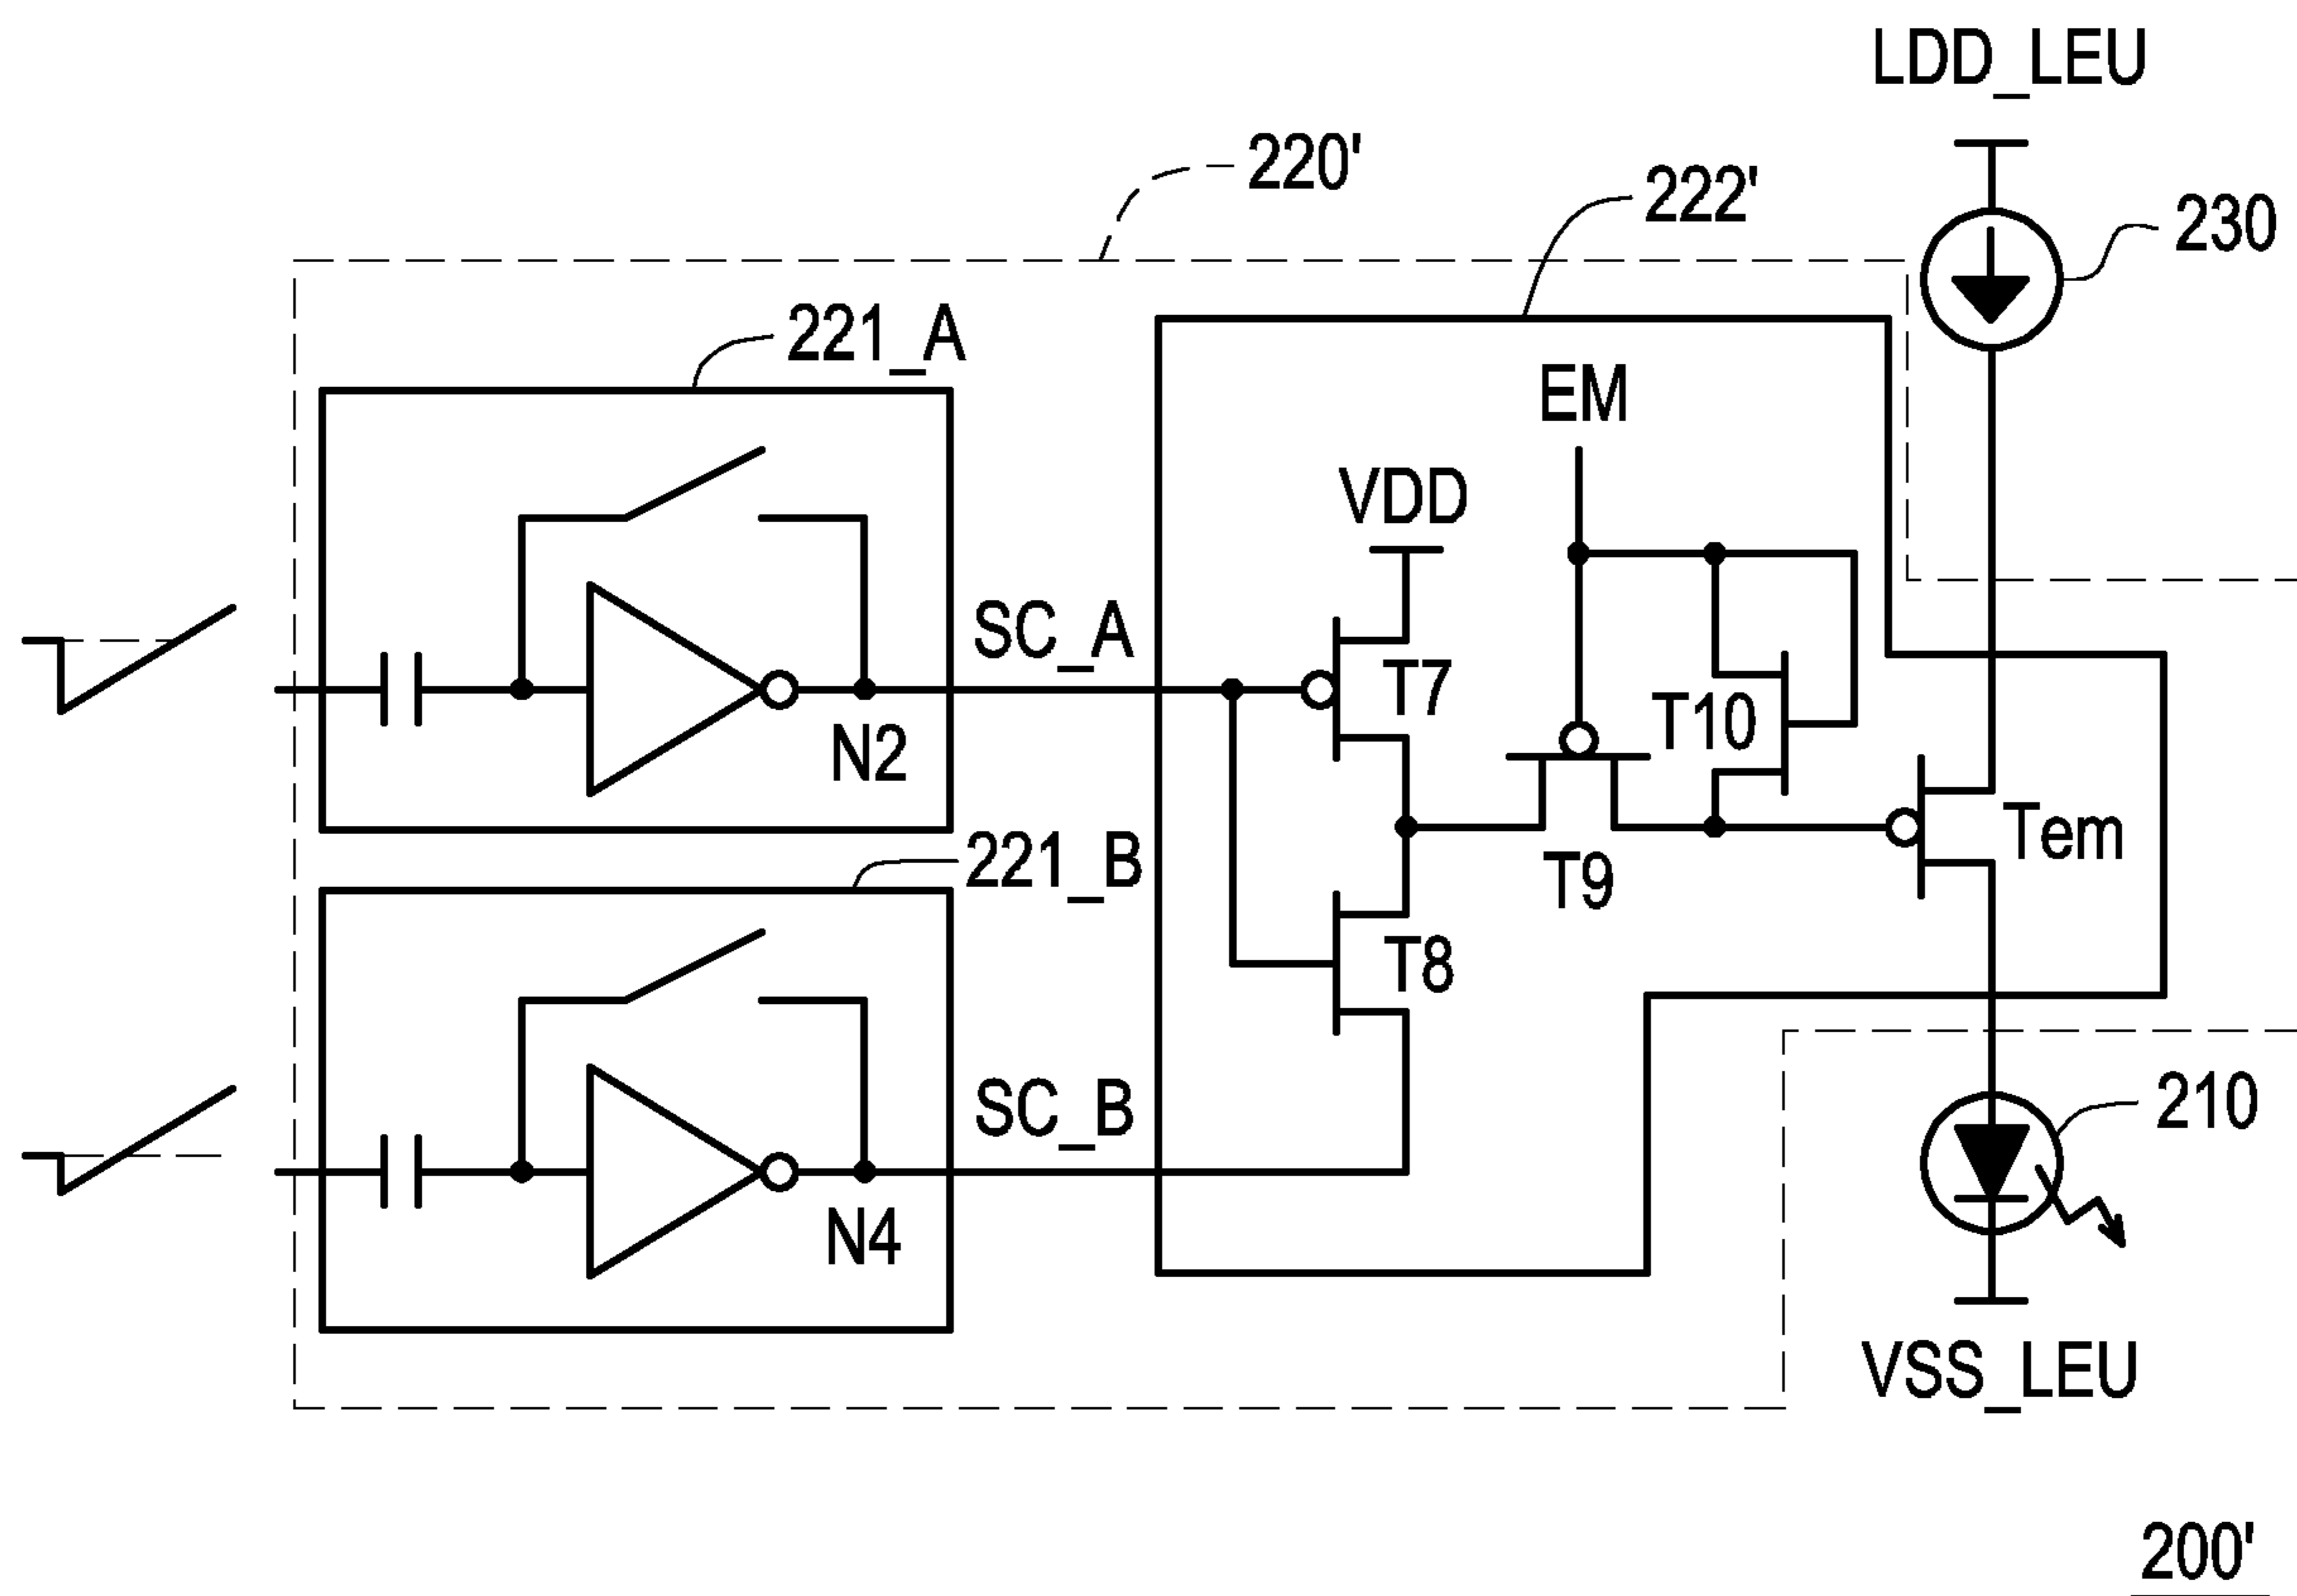 LDD_LEU
220'
222'
230
221_A
EM
VDD
SC_A
T7
T10
N2
Tem
221_B
T9
T8
SC_B
210
N4
VSS_LEU
200'